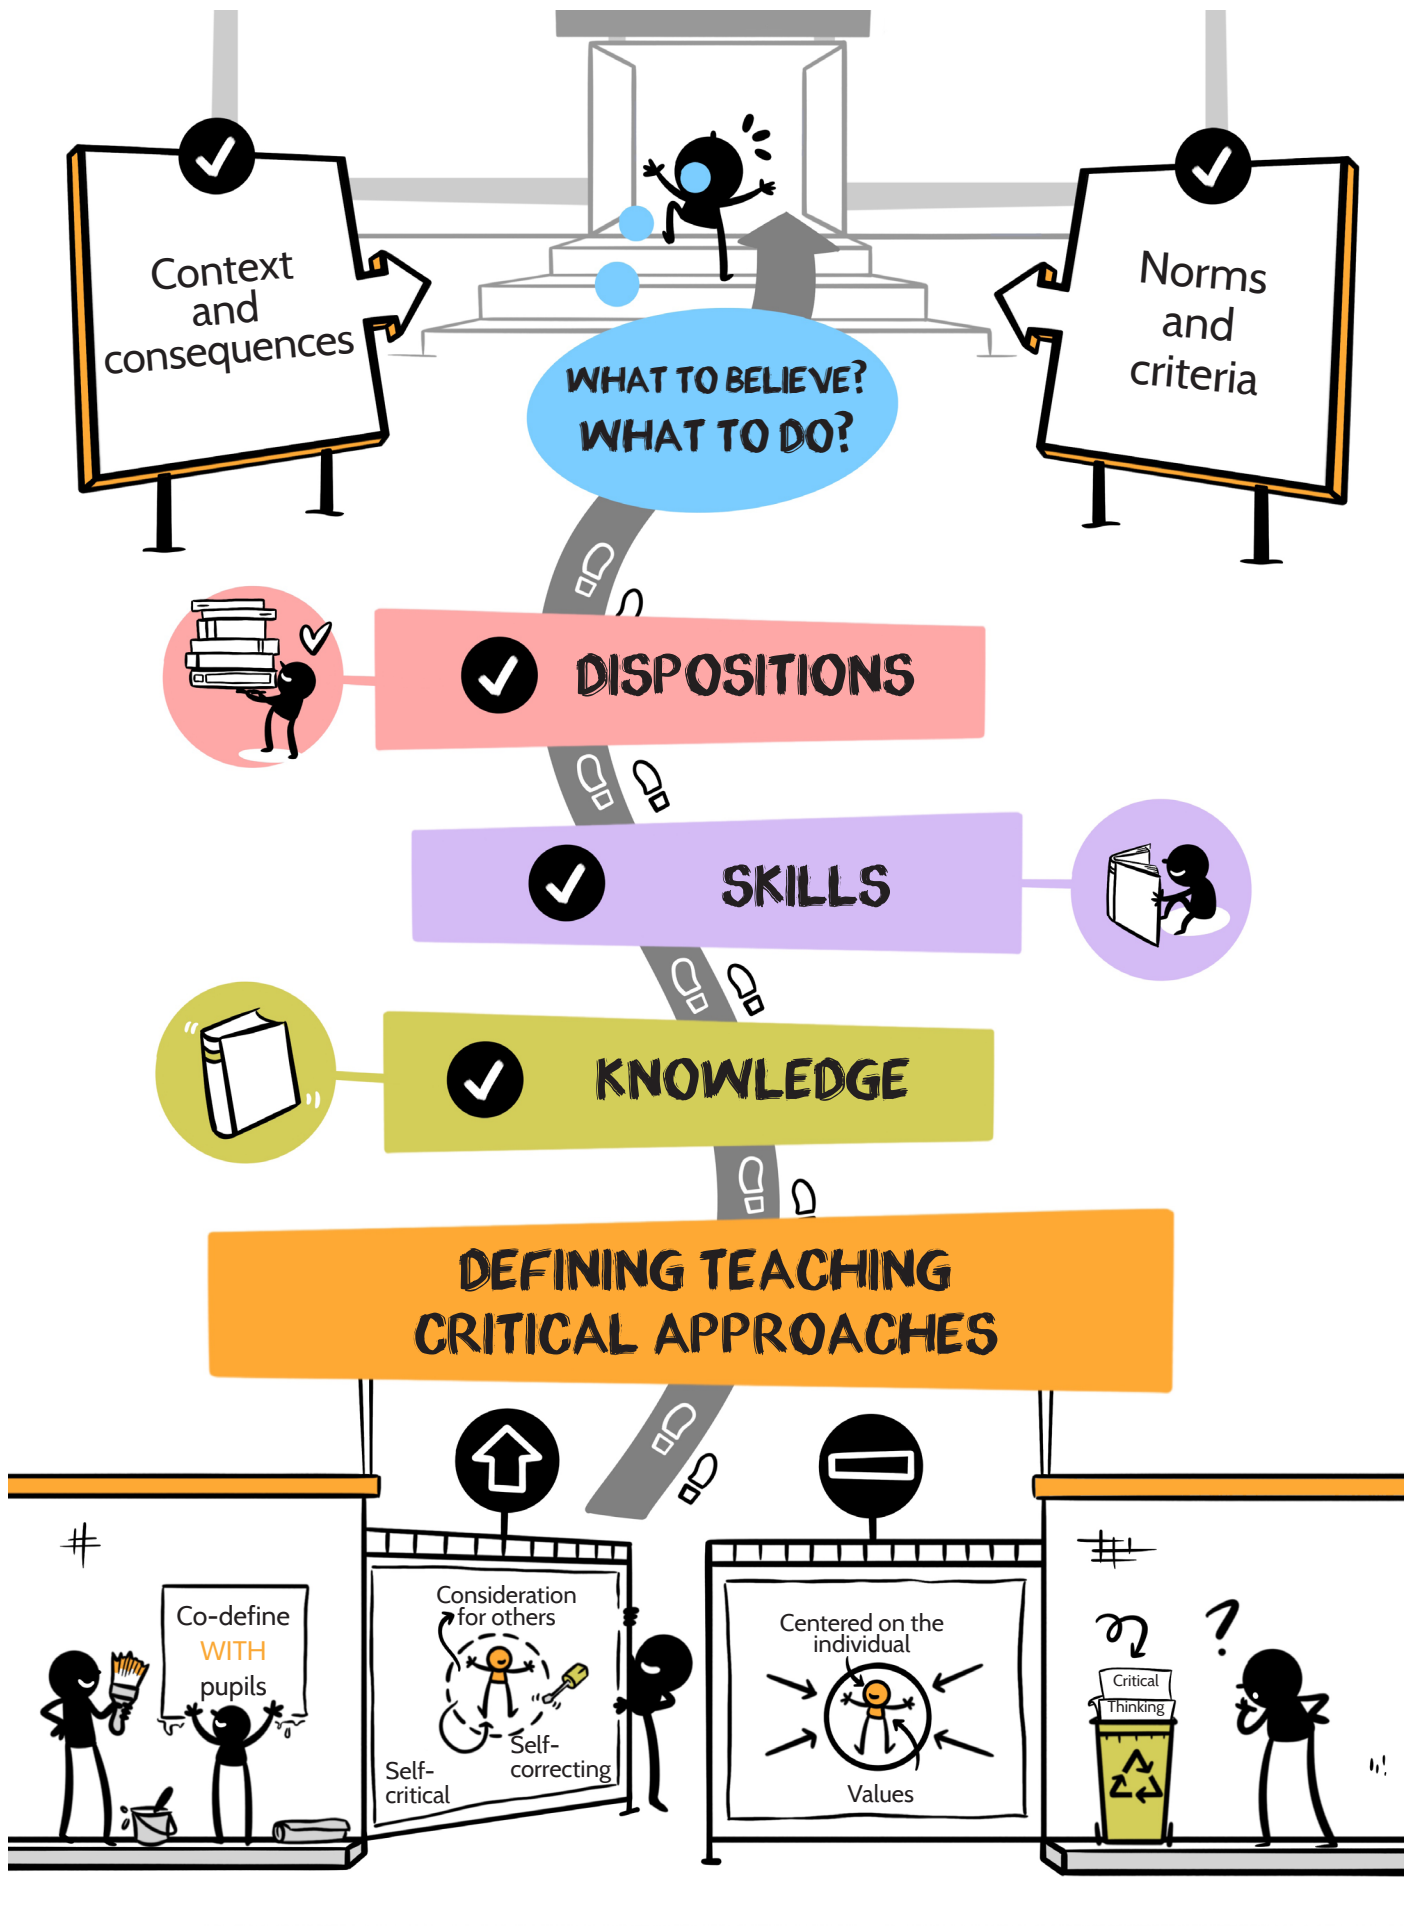 Context
and
consequences
Norms
and
criteria
WHAT TO BELIEVE?
WHAT TO DO?
DISPOSITIONS
SKILLS
KNOWLEDGE
DEFINING TEACHING
CRITICAL APPROACHES
Co-define
WITH
pupils
Consideration
for others
Self-
critical
Self-
correcting
Centered on the
individual
Values
Critical
Thinking
?